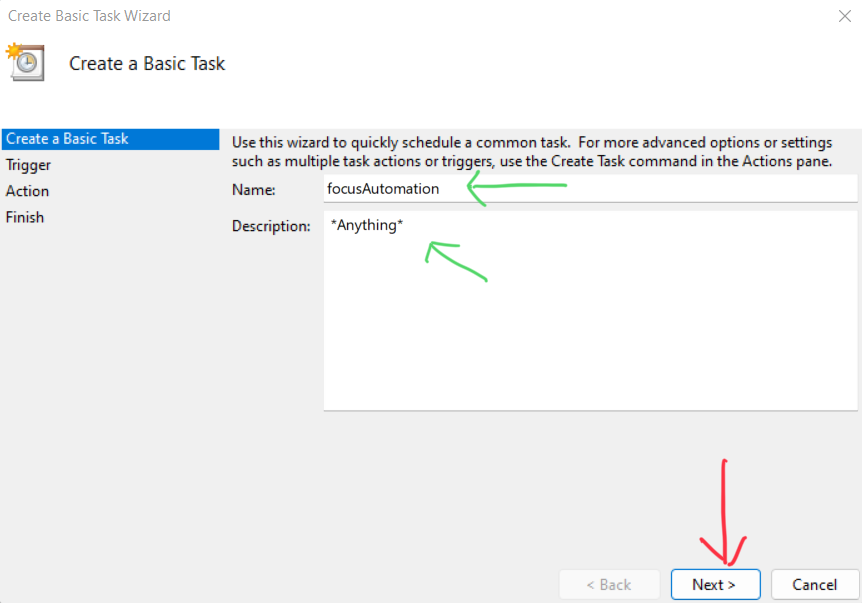 Create Basic Task Wizard
Create a Basic Task
Create a Basic Task
Trigger
Action
Finish
Use this wizard to quickly schedule a common task.  For more advanced options or settings
such as multiple task actions or triggers, use the Create Task command in the Actions pane.
Name: focusAutomation
Description: *Anything*
< Back Next > Cancel